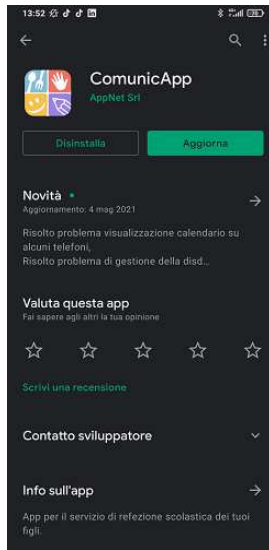 13:52
ComunicApp
AppNet Srl
Disinstalla
Aggiorna
Novità •
Aggiornamento: 4 mag 2021
Risolto problema visualizzazione calendario su
alcuni telefoni,
Risolto problema di gestione della disd...
Valuta questa app
Fai sapere agli altri la tua opinione
Scrivi una recensione
Contatto sviluppatore
Info sull'app
App per il servizio di refezione scolastica dei tuoi
figli.